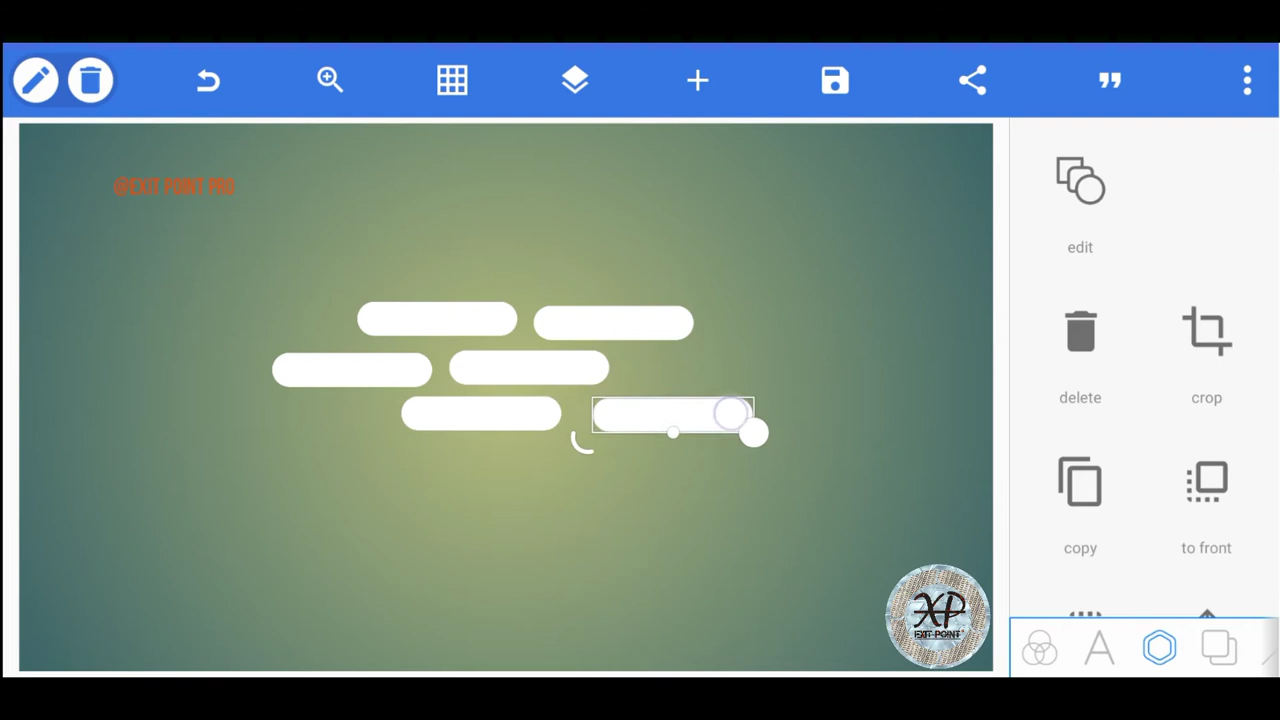 @EXIT POINT PRO
edit
delete
crop
copy
to front
XP
EXIT POINT